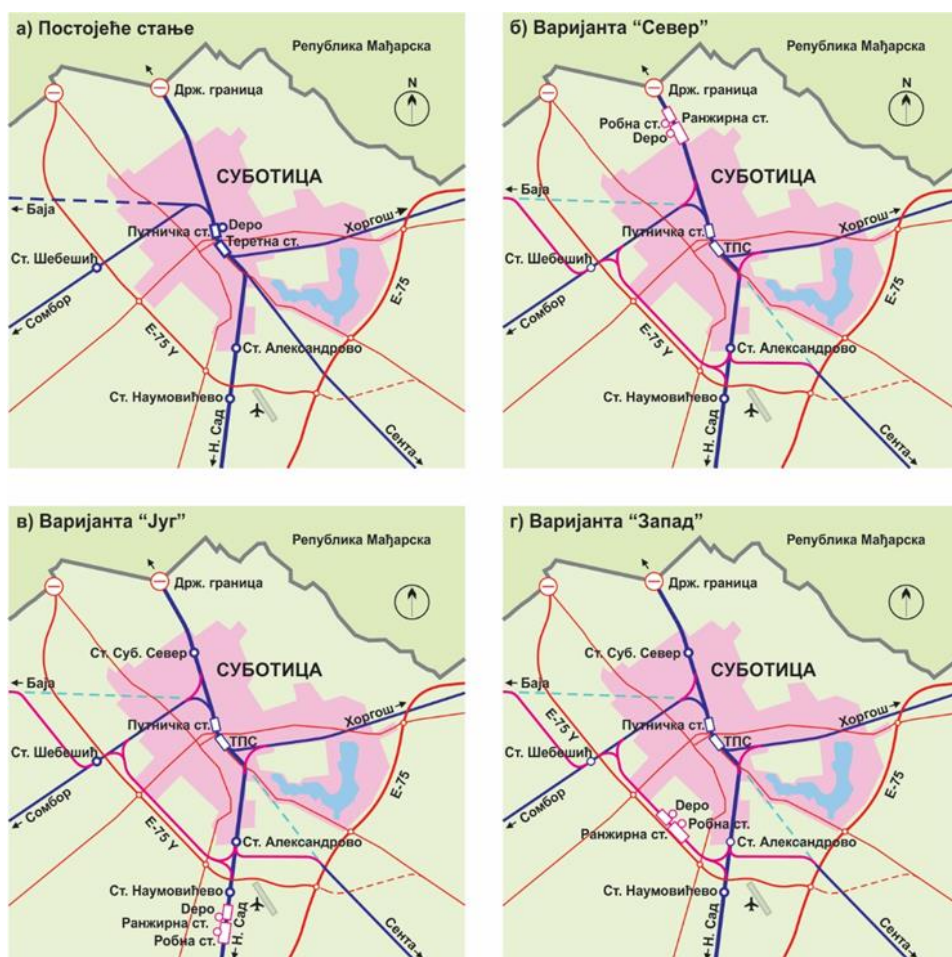 а) Постојеће стање
Република Мађарска
Држ. граница
N
СУБОТИЦА
Баја
Хоргош
Dеро
Путничка ст.
Теретна ст.
Ст. Шебешић
Сомбор
Е-75
Е-75 Y
Ст. Александрово
Ст. Наумовићево
Н. Сад
Сента
б) Варијанта “Север”
Република Мађарска
N
Држ. граница
Ранжирна ст.
Робна ст.
Dеро
СУБОТИЦА
Баја
Хоргош
Путничка ст.
ТПС
Ст. Шебешић
Сомбор
Е-75
Е-75 Y
Ст. Александрово
Ст. Наумовићево
Н. Сад
Сента
в) Варијанта “Југ”
Република Мађарска
Држ. граница
Ст. Суб. Север
СУБОТИЦА
Баја
Хоргош
Путничка ст.
ТПС
Ст. Шебешић
Сомбор
Е-75
Е-75 Y
Ст. Александрово
Ст. Наумовићево
Dеро
Ранжирна ст.
Робна ст.
Н. Сад
Сента
г) Варијанта “Запад”
Република Мађарска
Држ. граница
Ст. Суб. Север
СУБОТИЦА
Баја
Е-75 Y
Хоргош
Путничка ст.
ТПС
Ст. Шебешић
Сомбор
Е-75
Dеро
Робна ст.
Ранжирна ст.
Ст. Александрово
Ст. Наумовићево
Н. Сад
Сента